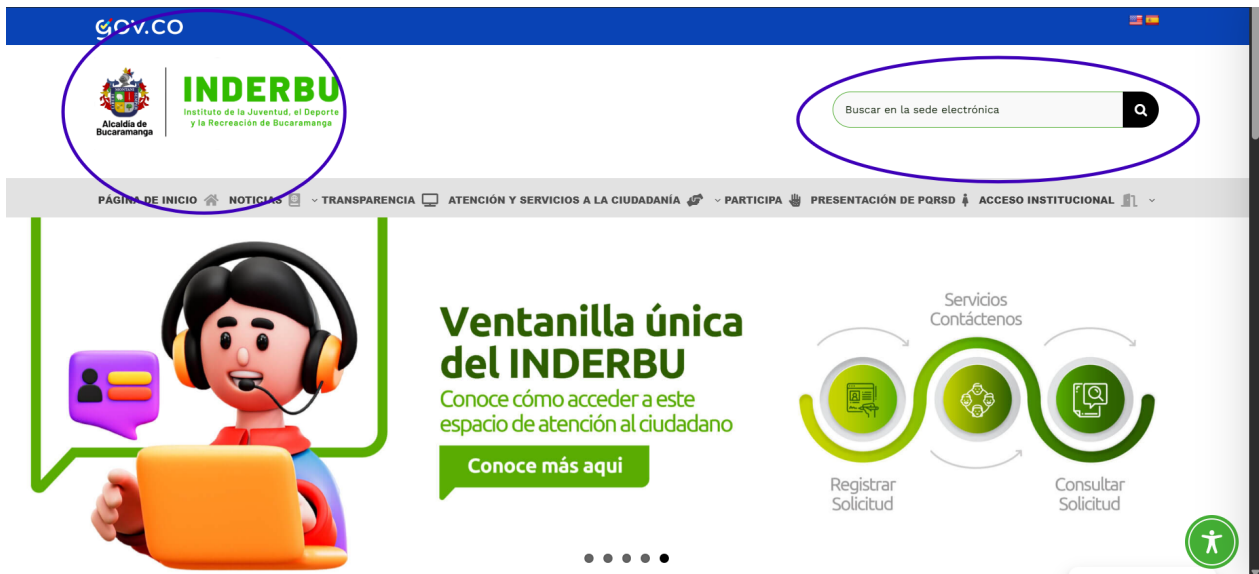 GOV.CO
Alcaldía de
Bucaramanga
INDERBU
Instituto de la Juventud, el Deporte
y la Recreación de Bucaramanga
Buscar en la sede electrónica
PÁGINA DE INICIO NOTICIAS TRANSPARENCIA ATENCIÓN Y SERVICIOS A LA CIUDADANÍA PARTICIPA PRESENTACIÓN DE PQRSD ACCESO INSTITUCIONAL
Ventanilla única
del INDERBU
Conoce cómo acceder a este
espacio de atención al ciudadano
Conoce más aqui
Servicios
Contáctenos
Registrar
Solicitud
Consultar
Solicitud